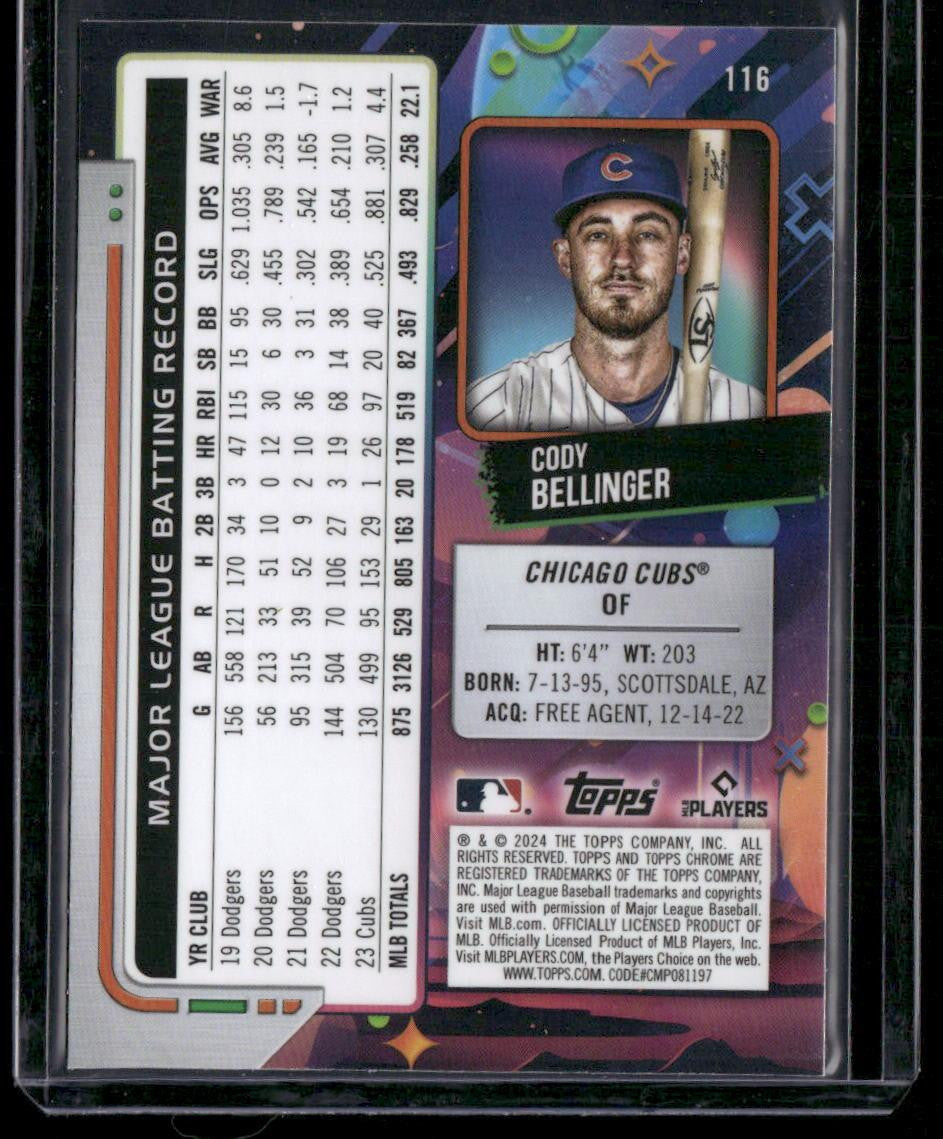 116
CODY
BELLINGER
CHICAGO CUBS®
OF
HT: 6'4" WT: 203
BORN: 7-13-95, SCOTTSDALE, AZ
ACQ: FREE AGENT, 12-14-22
topps®
MLB PLAYERS
® & © 2024 THE TOPPS COMPANY, INC. ALL
RIGHTS RESERVED. TOPPS AND TOPPS CHROME ARE
REGISTERED TRADEMARKS OF THE TOPPS COMPANY,
INC. Major League Baseball trademarks and copyrights
are used with permission of Major League Baseball.
Visit MLB.com. OFFICIALLY LICENSED PRODUCT OF
MLB. Officially Licensed Product of MLB Players, Inc.
Visit MLBPLAYERS.COM, the Players Choice on the web.
WWW.TOPPS.COM. CODE#CMP081197
MAJOR LEAGUE BATTING RECORD
YR CLUB G AB R H 2B 3B HR RBI SB BB SLG OPS AVG WAR
19 Dodgers 156 558 121 170 34 3 47 115 15 95 .629 1.035 .305 8.6
20 Dodgers 56 213 33 51 10 0 12 30 6 30 .455 .789 .239 1.5
21 Dodgers 95 315 39 52 9 2 10 36 3 31 .302 .542 .165 -1.7
22 Dodgers 144 504 70 106 27 3 19 68 14 38 .389 .654 .210 1.2
23 Cubs 130 499 95 153 29 1 26 97 20 40 .525 .881 .307 4.4
MLB TOTALS 875 3126 529 805 163 20 178 519 82 367 .493 .829 .258 22.1